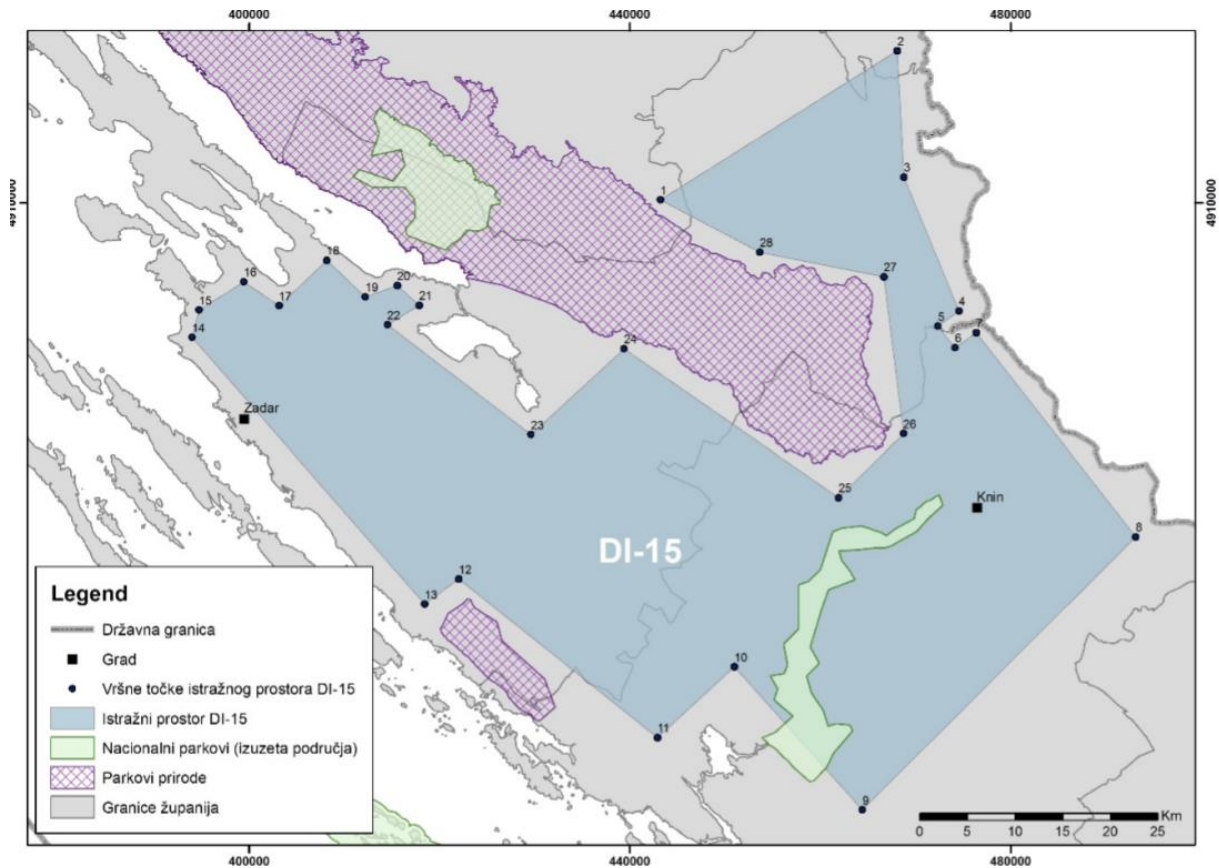 400000 440000 480000
2
3
1
4910000
4910000
28
27
18
16
20
19
21
15
17
4
5
7
22
6
14
24
Zadar
26
23
25
Knin
8
DI-15
12
13
10
11
9
Legend
Državna granica
Grad
Vršne točke istražnog prostora DI-15
Istražni prostor DI-15
Nacionalni parkovi (izuzeta područja)
Parkovi prirode
Granice županija
Km
0 5 10 15 20 25
400000 440000 480000